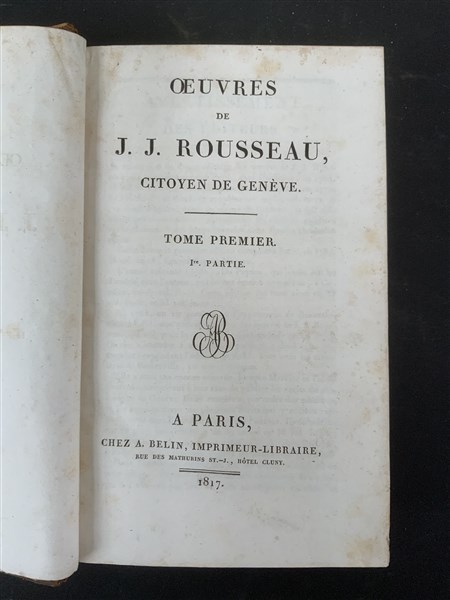 ŒUVRES
DE
J. J. ROUSSEAU,
CITOYEN DE GENÈVE.
TOME PREMIER.
Ire. PARTIE.
A PARIS,
CHEZ A. BELIN, IMPRIMEUR-LIBRAIRE,
RUE DES MATHURINS ST.-J., HÔTEL CLUNY.
1817.